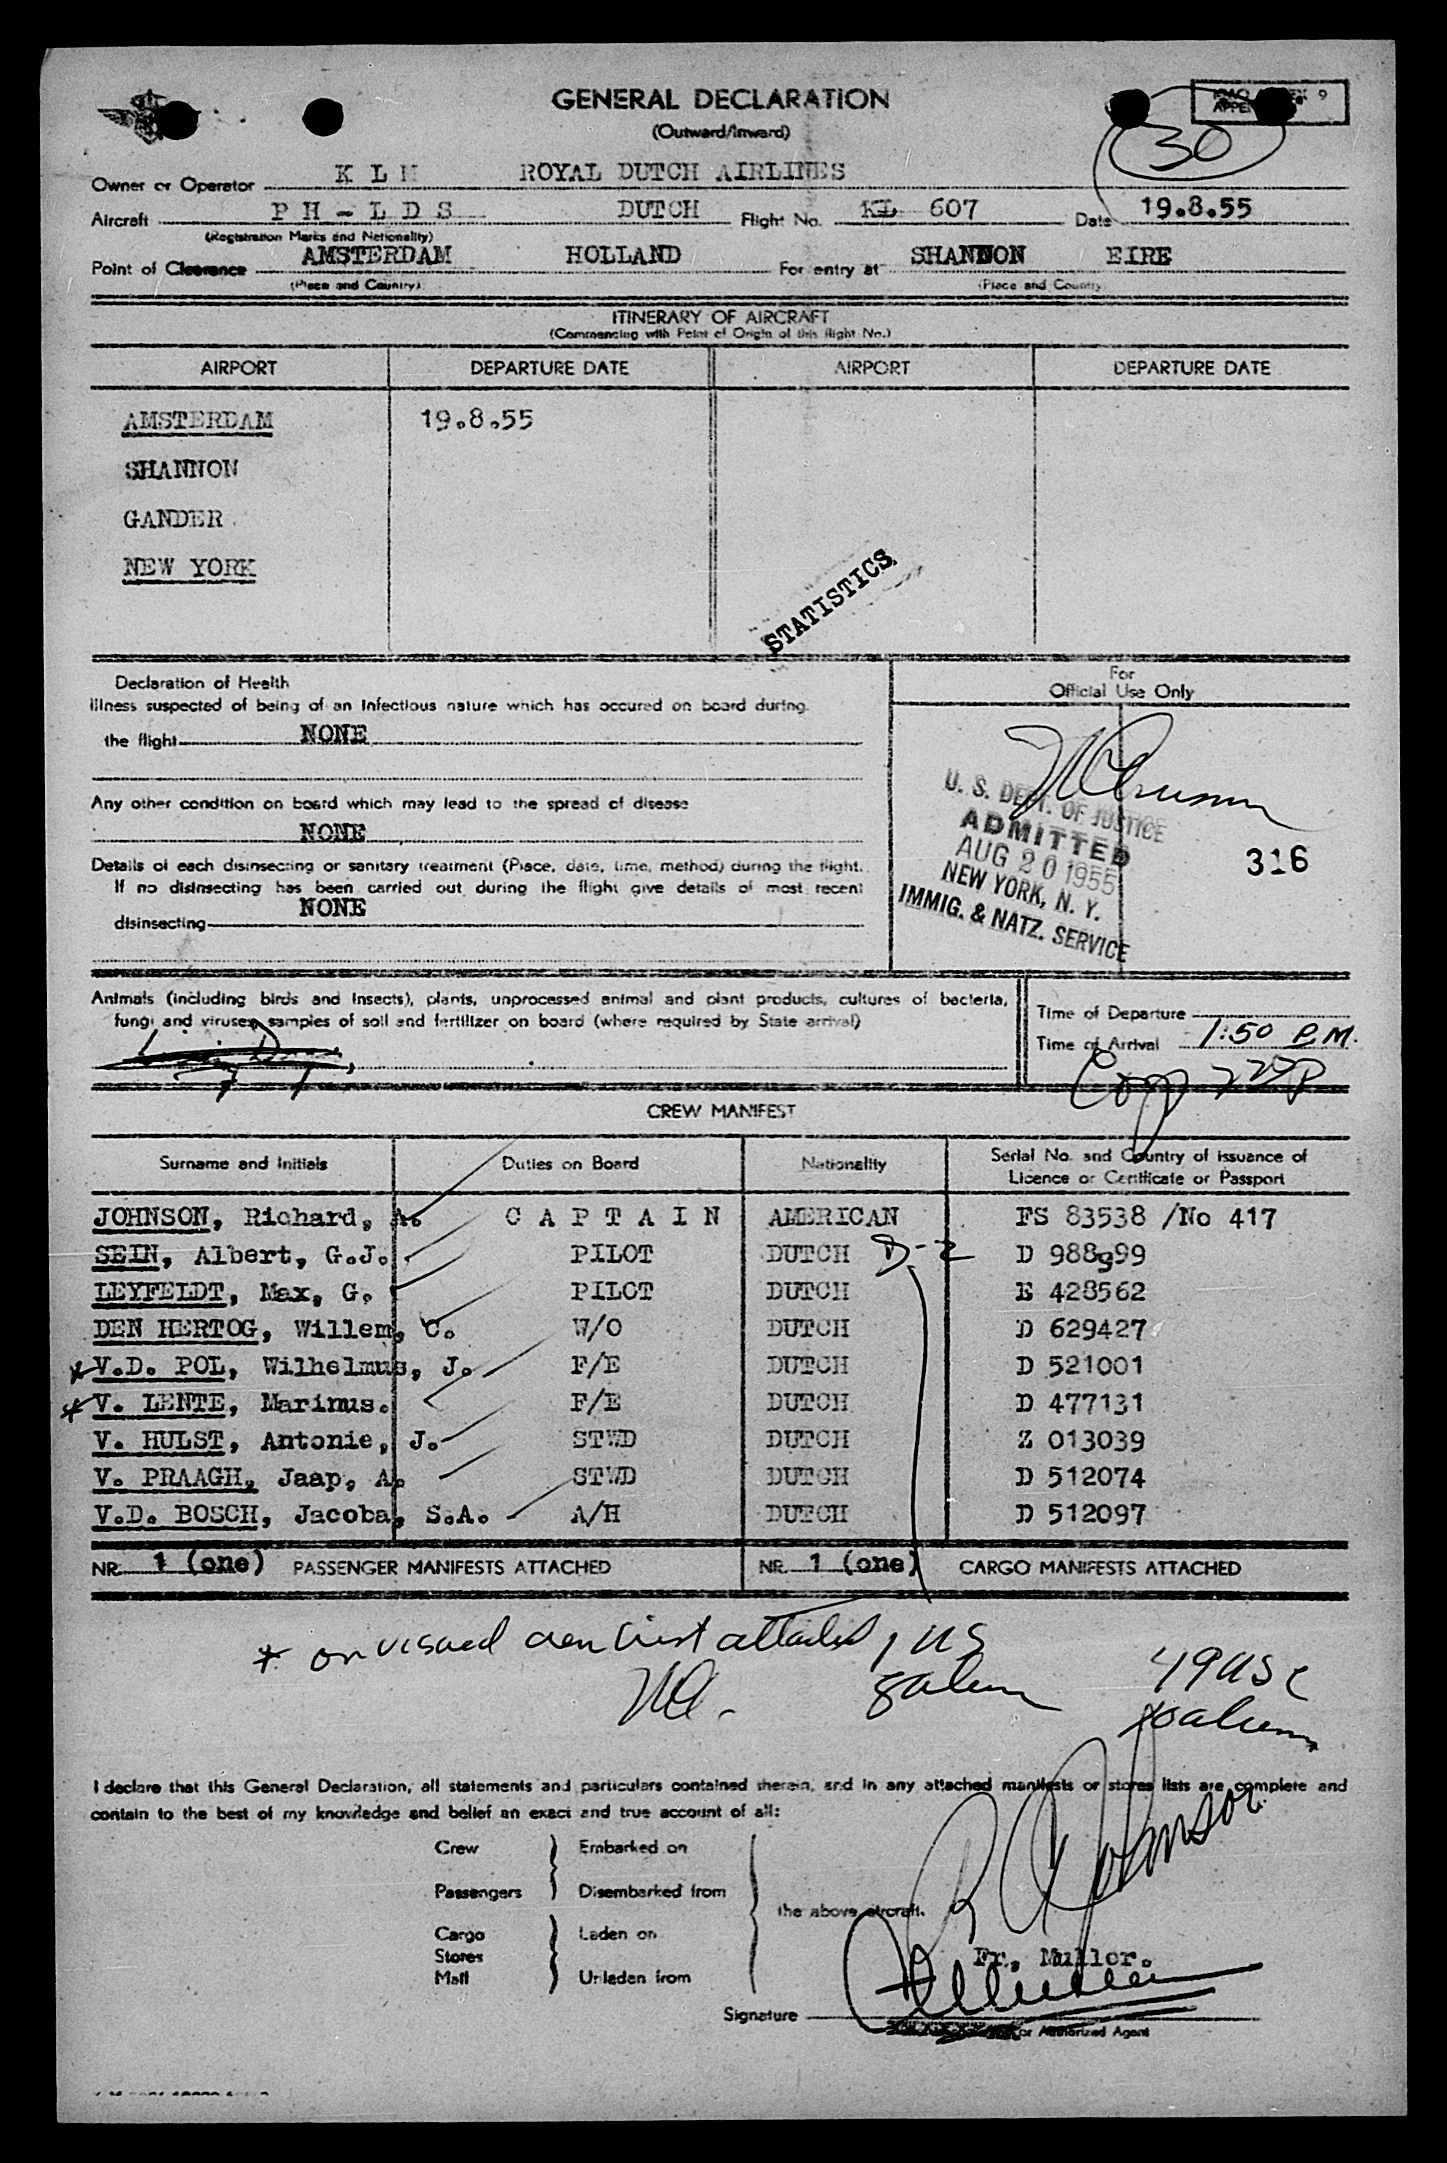 GENERAL DECLARATION
(Outward/Inward)
9
30
Owner or Operator K L M ROYAL DUTCH AIRLINES
Aircraft P H - L D S DUTCH Flight No. KL 607 Date 19.8.55
(Registration Marks and Nationality)
Point of Clearance AMSTERDAM HOLLAND For entry at SHANNON EIRE
(Place and Country) (Place and Country)
ITINERARY OF AIRCRAFT
(Commencing with Point of Origin of this flight No.)
AIRPORT DEPARTURE DATE AIRPORT DEPARTURE DATE
AMSTERDAM 19.8.55
SHANNON
GANDER
NEW YORK
STATISTICS
Declaration of Health
Illness suspected of being of an infectious nature which has occured on board during
the flight NONE
Any other condition on board which may lead to the spread of disease
NONE
Details of each disinsecting or sanitary treatment (Place, date, time, method) during the flight.
If no disinsecting has been carried out during the flight give details of most recent
disinsecting NONE
For
Official Use Only
U. S. DEPT. OF JUSTICE
ADMITTED
AUG 20 1955
NEW YORK, N. Y.
IMMIG. & NATZ. SERVICE
316
Animals (including birds and insects), plants, unprocessed animal and plant products, cultures of bacteria,
fungi and viruses, samples of soil and fertilizer on board (where required by State arrival)
Time of Departure
Time of Arrival 1:50 P.M.
CREW MANIFEST
Surname and Initials Duties on Board Nationality Serial No. and Country of issuance of
Licence or Certificate or Passport
JOHNSON, Richard, A. C A P T A I N AMERICAN FS 83538 /No 417
SEIN, Albert, G.J. PILOT DUTCH D-2 D 988999
LEYFELDT, Max, G. PILOT DUTCH E 428562
DEN HERTOG, Willem, C. W/O DUTCH D 629427
* V.D. POL, Wilhelmus, J. F/E DUTCH D 521001
* V. LENTE, Marinus. F/E DUTCH D 477131
V. HULST, Antonie, J. STWD DUTCH Z 013039
V. PRAAGH, Jaap, A. STWD DUTCH D 512074
V.D. BOSCH, Jacoba, S.A. A/H DUTCH D 512097
NR. 1 (one) PASSENGER MANIFESTS ATTACHED NR. 1 (one) CARGO MANIFESTS ATTACHED
* on visaed crew list attached
49 USC
I declare that this General Declaration, all statements and particulars contained therein, and in any attached manifests or stores lists are complete and
contain to the best of my knowledge and belief an exact and true account of all:
Crew Embarked on
Passengers Disembarked from
the above aircraft.
Cargo Laden on
Stores
Mail Unladen from
R A Johnson
Fr. Muller.
Signature
or Authorized Agent